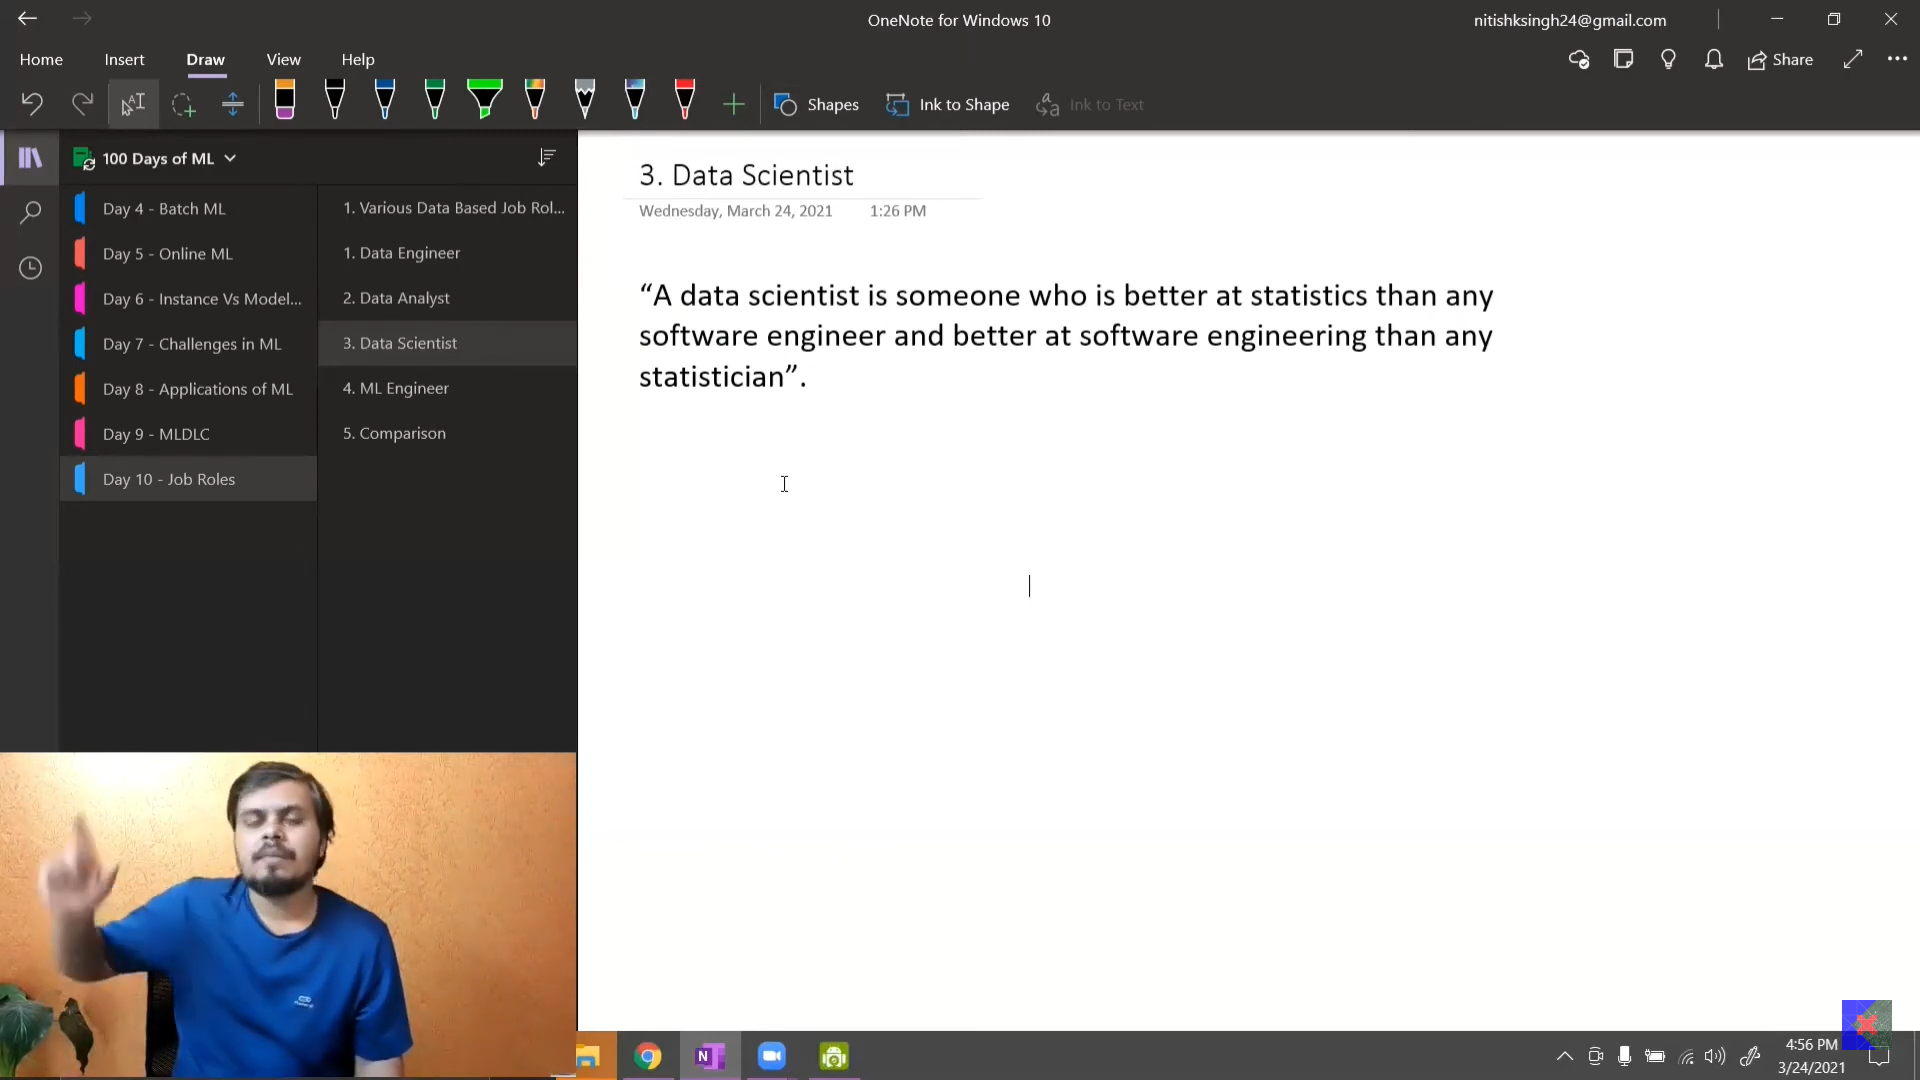 OneNote for Windows 10
nitishksingh24@gmail.com
Home Insert Draw View Help
Share
Shapes Ink to Shape Ink to Text
100 Days of ML
Day 4 - Batch ML
Day 5 - Online ML
Day 6 - Instance Vs Model...
Day 7 - Challenges in ML
Day 8 - Applications of ML
Day 9 - MLDLC
Day 10 - Job Roles
1. Various Data Based Job Rol...
1. Data Engineer
2. Data Analyst
3. Data Scientist
4. ML Engineer
5. Comparison
3. Data Scientist
Wednesday, March 24, 2021 1:26 PM
“A data scientist is someone who is better at statistics than any
software engineer and better at software engineering than any
statistician”.
4:56 PM
3/24/2021